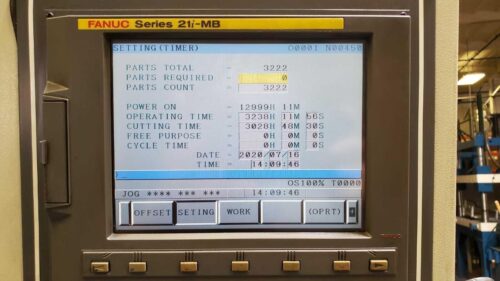 FANUC Series 21i-MB
SETTING(TIMER) O0001 N00450
PARTS TOTAL = 3222
PARTS REQUIRED = 0
PARTS COUNT = 3222
POWER ON = 12999H 11M
OPERATING TIME = 3238H 11M 56S
CUTTING TIME = 3028H 48M 30S
FREE PURPOSE = 0H 0M 0S
CYCLE TIME = 0H 0M 0S
DATE = 2020/07/16
TIME = 14:09:46
OS100% T0000
JOG **** *** *** 14:09:46
OFFSET SETING WORK (OPRT)